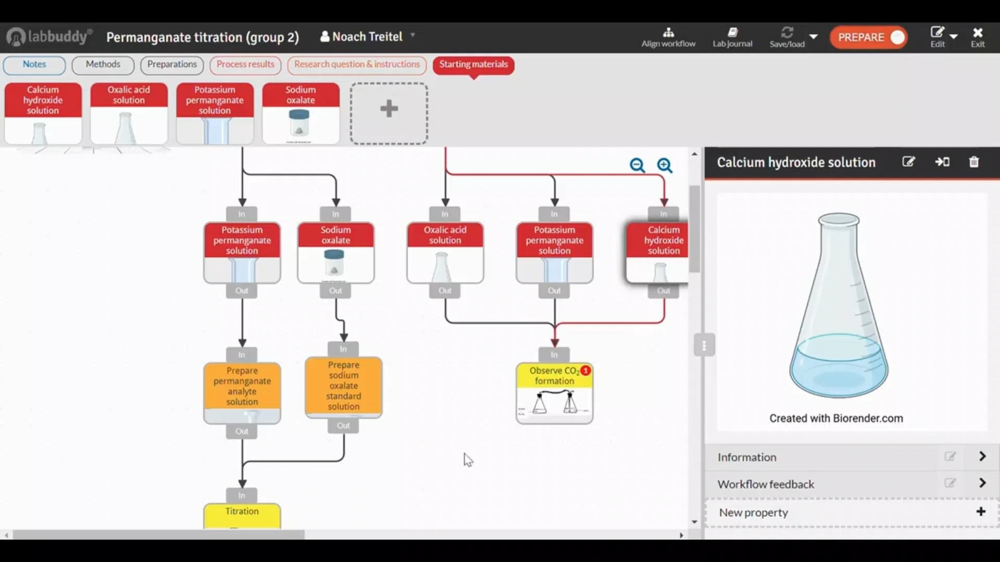 labbuddy®
Permanganate titration (group 2)
Noach Treitel
Align workflow
Lab journal
Save/load
PREPARE
Edit
Exit
Notes
Methods
Preparations
Process results
Research question & instructions
Starting materials
Calcium
hydroxide
solution
Oxalic acid
solution
Potassium
permanganate
solution
Sodium
oxalate
In
In
In
In
In
Potassium
permanganate
solution
Sodium
oxalate
Oxalic acid
solution
Potassium
permanganate
solution
Calcium
hydroxide
solution
Out
Out
Out
Out
Out
In
In
In
Prepare
permanganate
analyte
solution
Prepare
sodium
oxalate
standard
solution
Observe CO₂
formation
1
Out
Out
In
Titration
Calcium hydroxide solution
Created with Biorender.com
Information
Workflow feedback
New property